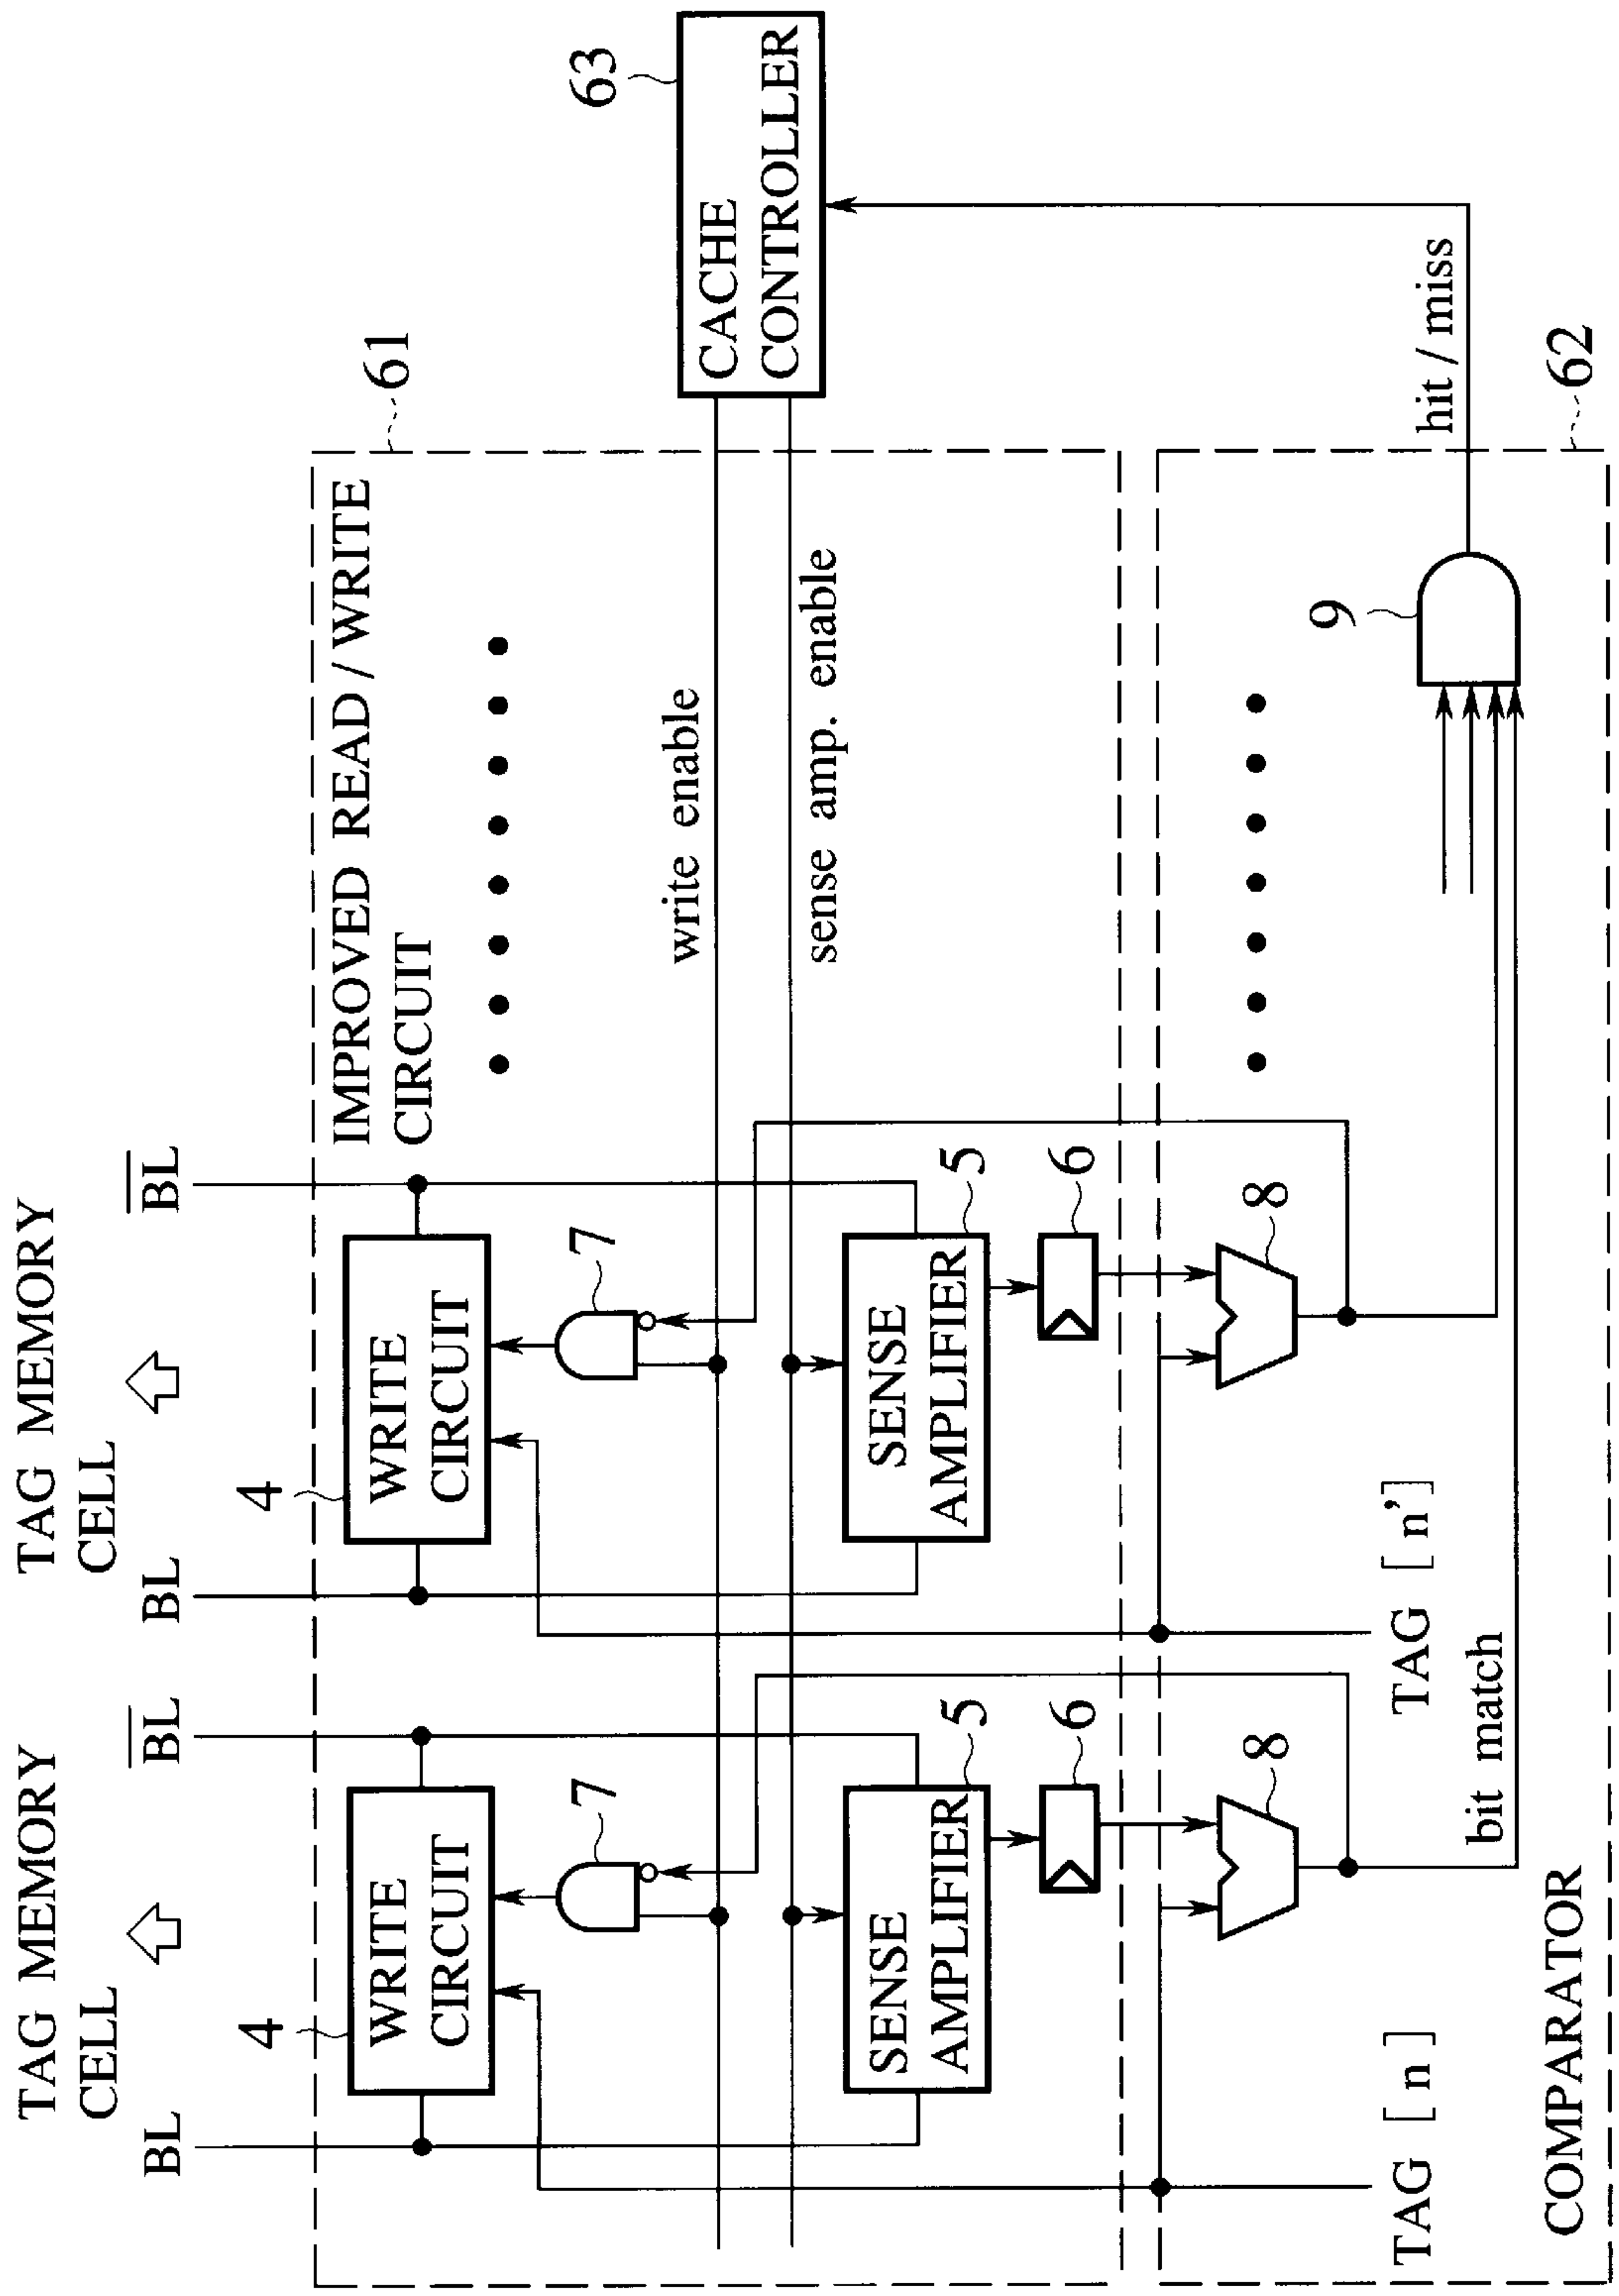 TAG MEMORY
CELL
TAG MEMORY
CELL
BL
B̅L̅
BL
B̅L̅
61
IMPROVED READ/WRITE
CIRCUIT
4
WRITE
CIRCUIT
4
WRITE
CIRCUIT
7
7
63
CACHE
CONTROLLER
write enable
sense amp. enable
SENSE
AMPLIFIER
5
SENSE
AMPLIFIER
5
6
6
8
8
9
TAG [n]
TAG [n’]
bit match
hit/miss
COMPARATOR
62